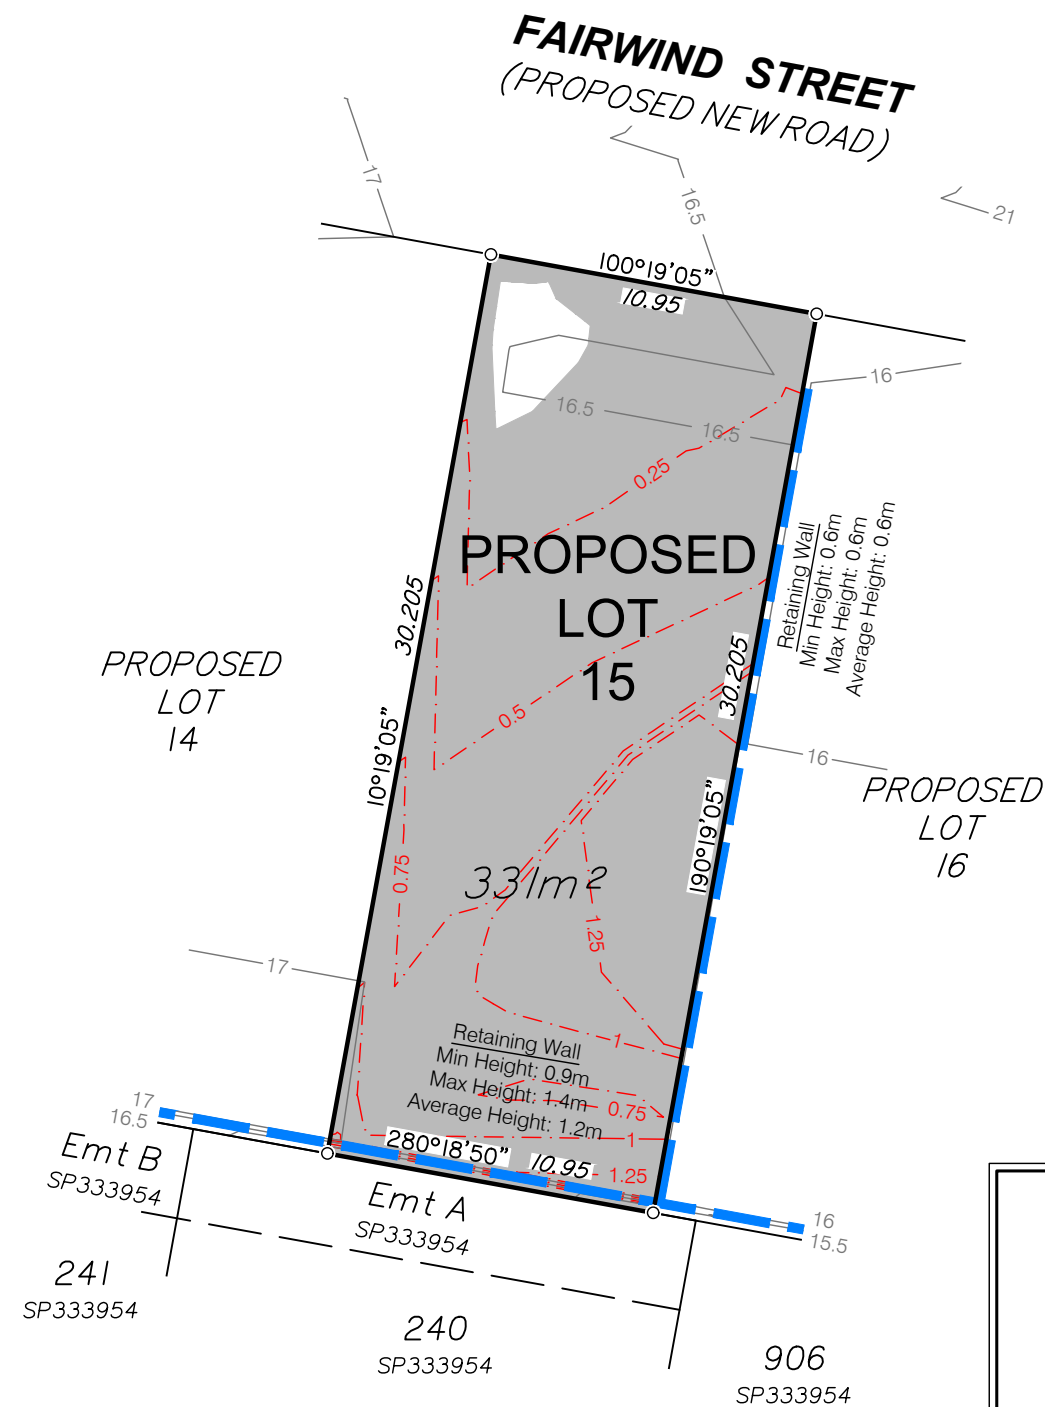 FAIRWIND STREET
(PROPOSED NEW ROAD)
17
16.5
21
100°19'05"
10.95
16
16.5
16.5
0.25
Retaining Wall
Min Height: 0.6m
Max Height: 0.6m
Average Height: 0.6m
PROPOSED
LOT
15
30.205
30.205
PROPOSED
LOT
14
0.5
10°19'05"
190°19'05"
16
PROPOSED
LOT
16
0.75
331m²
1.25
17
Retaining Wall
Min Height: 0.9m
Max Height: 1.4m
Average Height: 1.2m
1
0.75
1
1.25
17
16.5
280°18'50"
10.95
Emt B
SP333954
Emt A
SP333954
16
15.5
241
SP333954
240
SP333954
906
SP333954